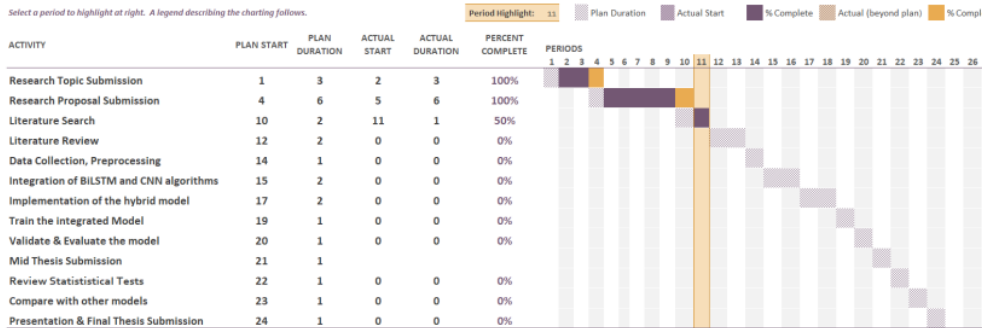 Select a period to highlight at right. A legend describing the charting follows. Period Highlight: 11 Plan Duration Actual Start % Complete Actual (beyond plan) % Compl
ACTIVITY PLAN START PLAN DURATION ACTUAL START ACTUAL DURATION PERCENT COMPLETE PERIODS
1 2 3 4 5 6 7 8 9 10 11 12 13 14 15 16 17 18 19 20 21 22 23 24 25 26
Research Topic Submission 1 3 2 3 100%
Research Proposal Submission 4 6 5 6 100%
Literature Search 10 2 11 1 50%
Literature Review 12 2 0 0 0%
Data Collection, Preprocessing 14 1 0 0 0%
Integration of BiLSTM and CNN algorithms 15 2 0 0 0%
Implementation of the hybrid model 17 2 0 0 0%
Train the integrated Model 19 1 0 0 0%
Validate & Evaluate the model 20 1 0 0 0%
Mid Thesis Submission 21 1
Review Statististical Tests 22 1 0 0 0%
Compare with other models 23 1 0 0 0%
Presentation & Final Thesis Submission 24 1 0 0 0%